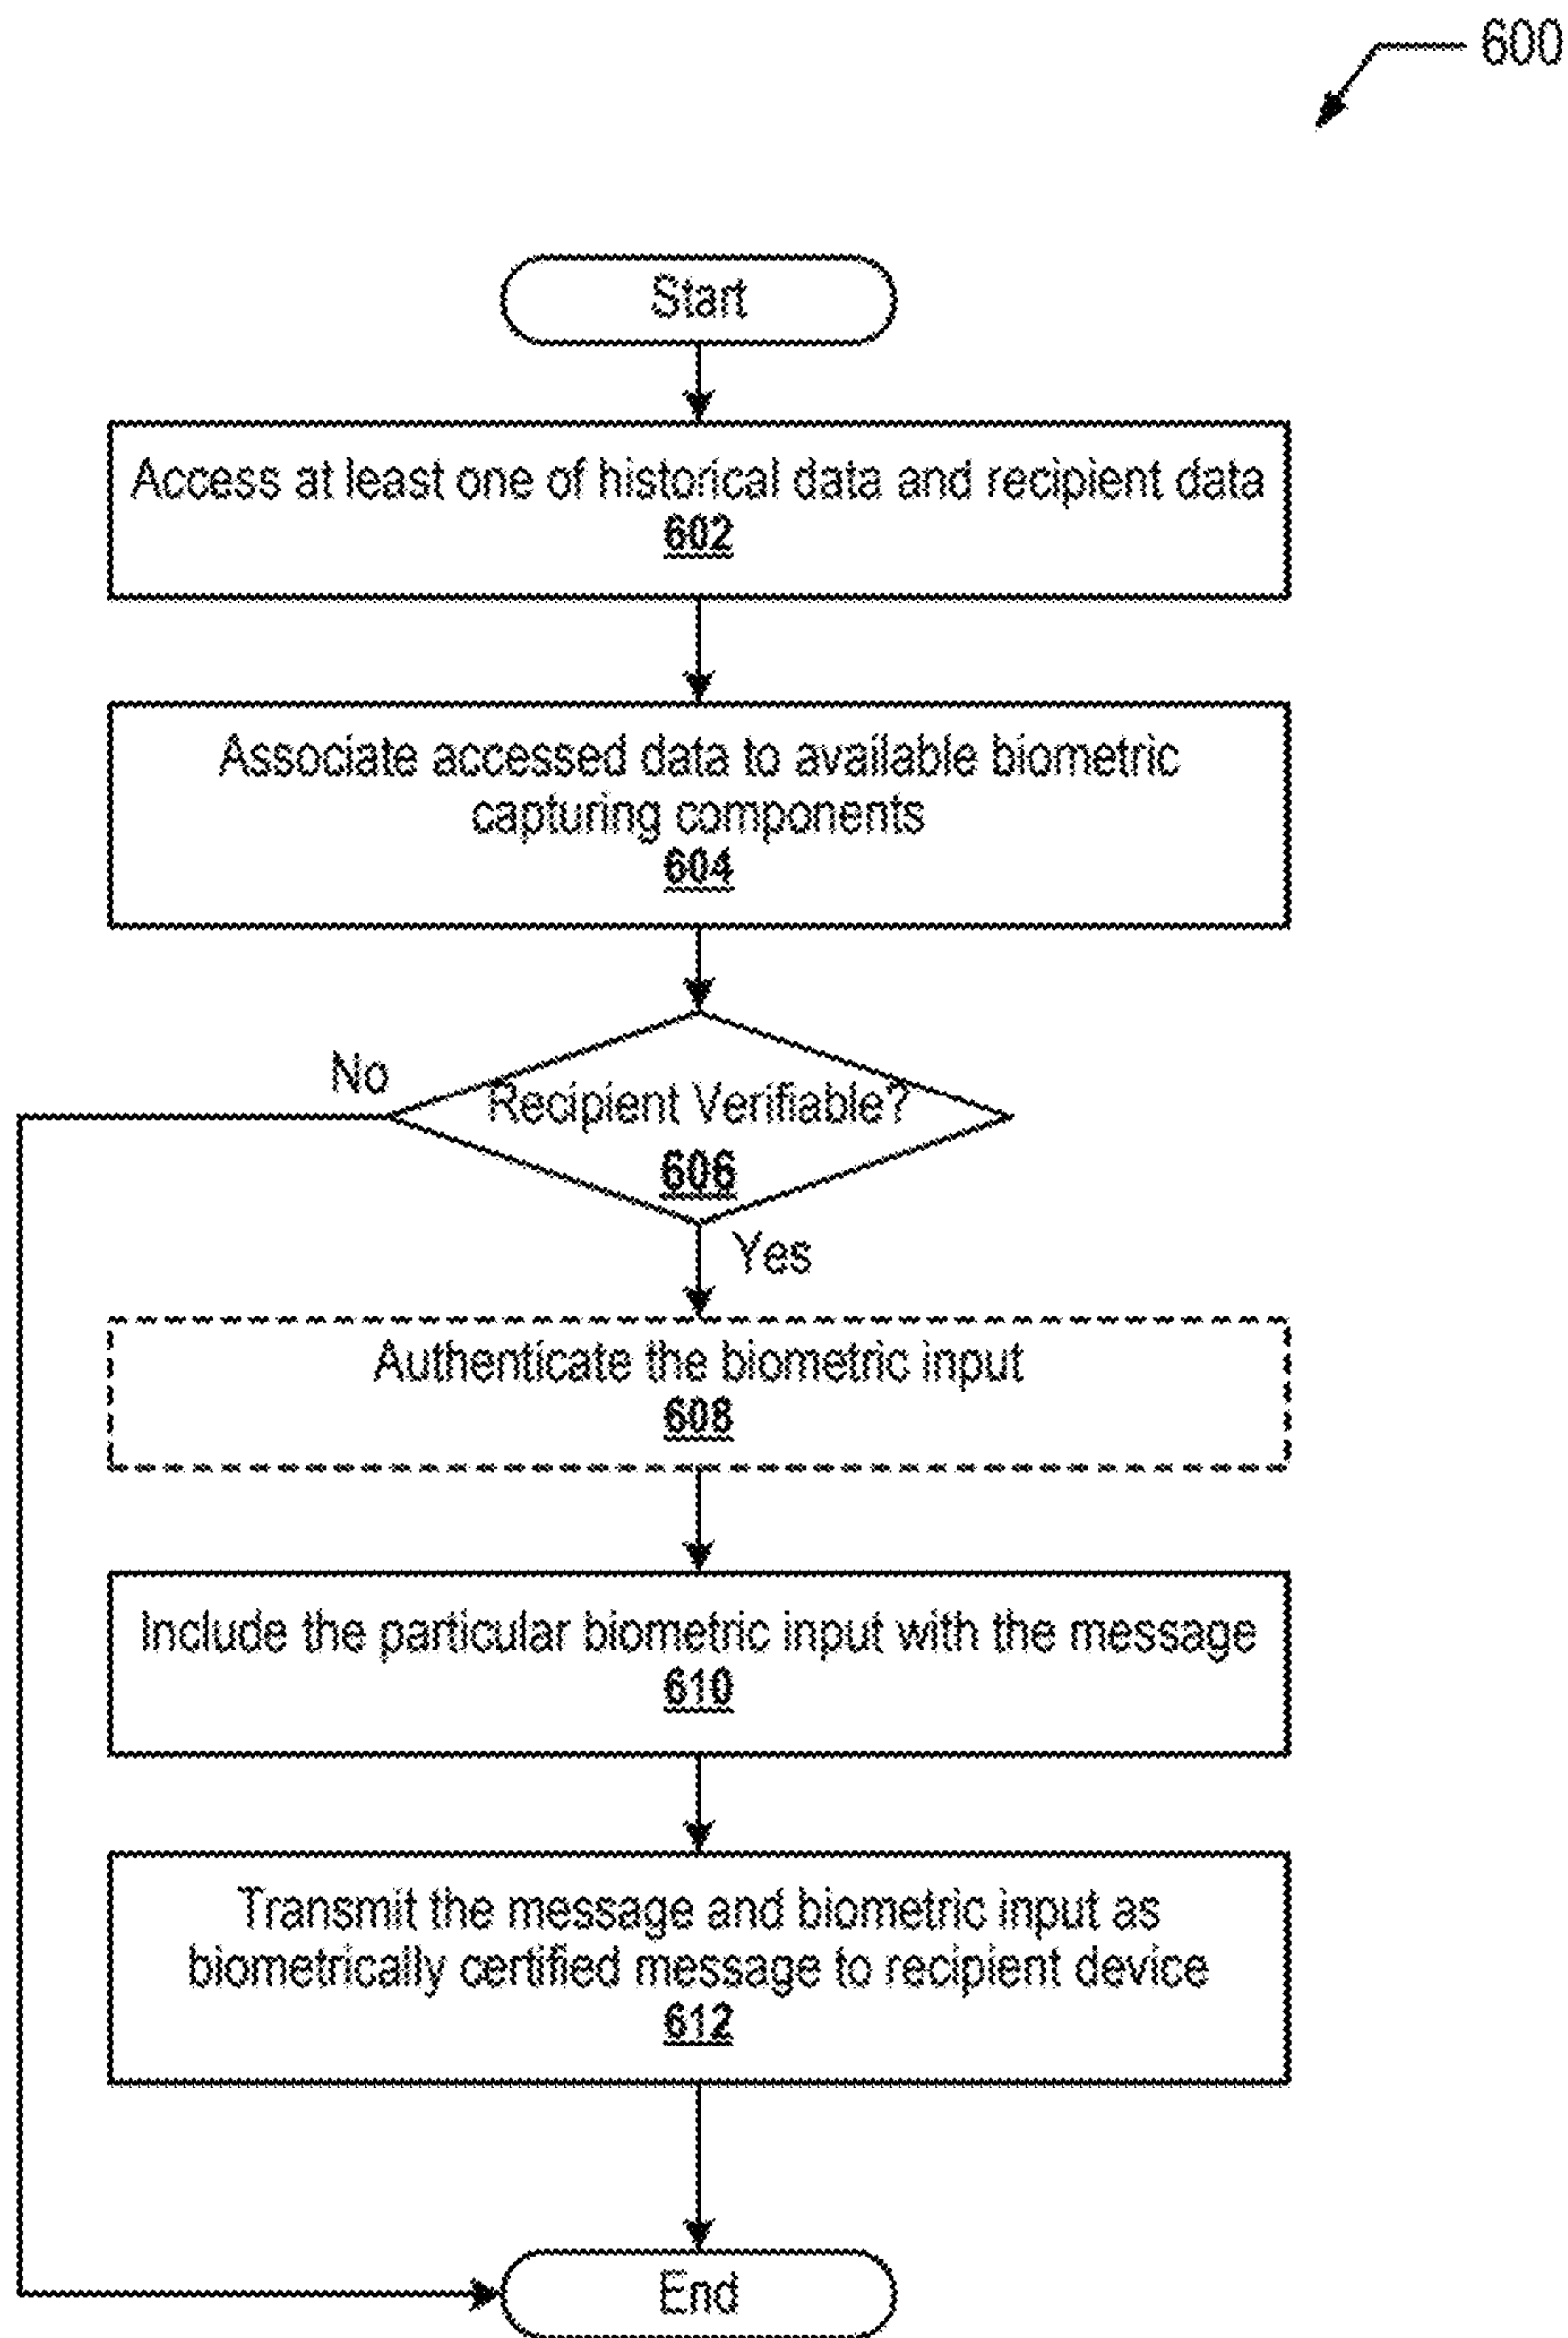 600
Start
Access at least one of historical data and recipient data
602
Associate accessed data to available biometric
capturing components
604
No
Recipient Verifiable?
606
Yes
Authenticate the biometric input
608
Include the particular biometric input with the message
610
Transmit the message and biometric input as
biometrically certified message to recipient device
612
End